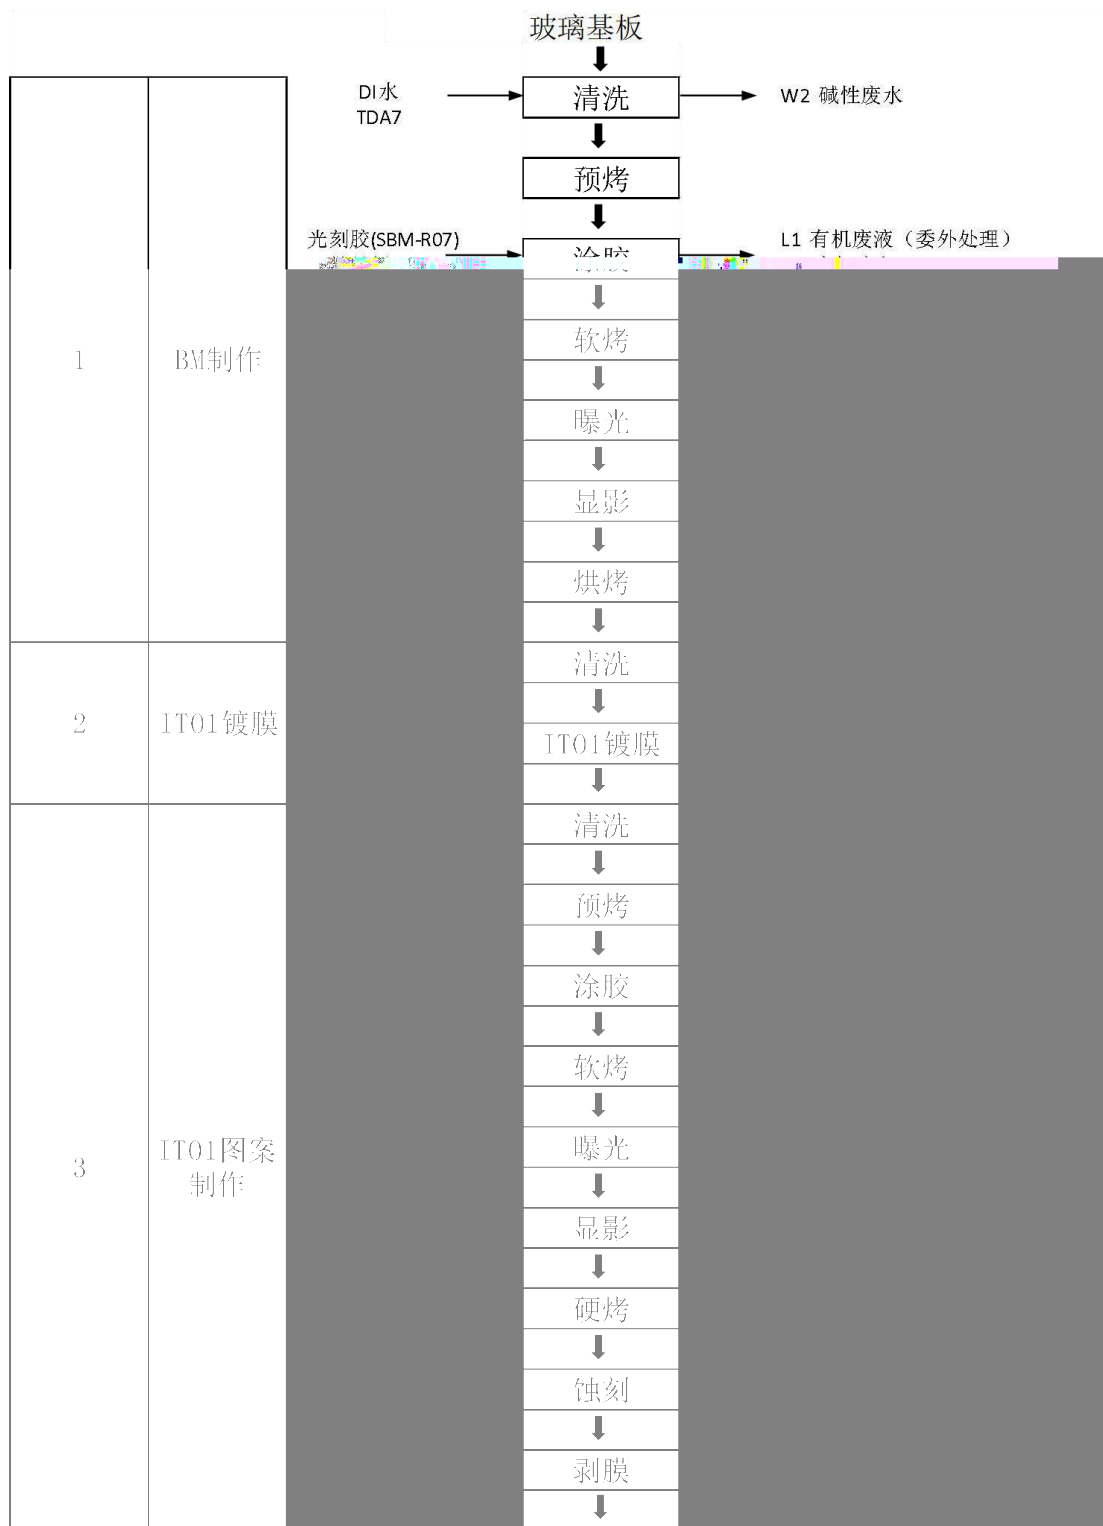 玻璃基板
DI水
TDA7
清洗
W2 碱性废水
预烤
光刻胶(SBM-R07)
涂胶
L1 有机废液（委外处理）
软烤
1
BM制作
曝光
显影
烘烤
清洗
2
ITO1镀膜
ITO1镀膜
清洗
预烤
涂胶
软烤
曝光
3
ITO1图案
制作
显影
硬烤
蚀刻
剥膜